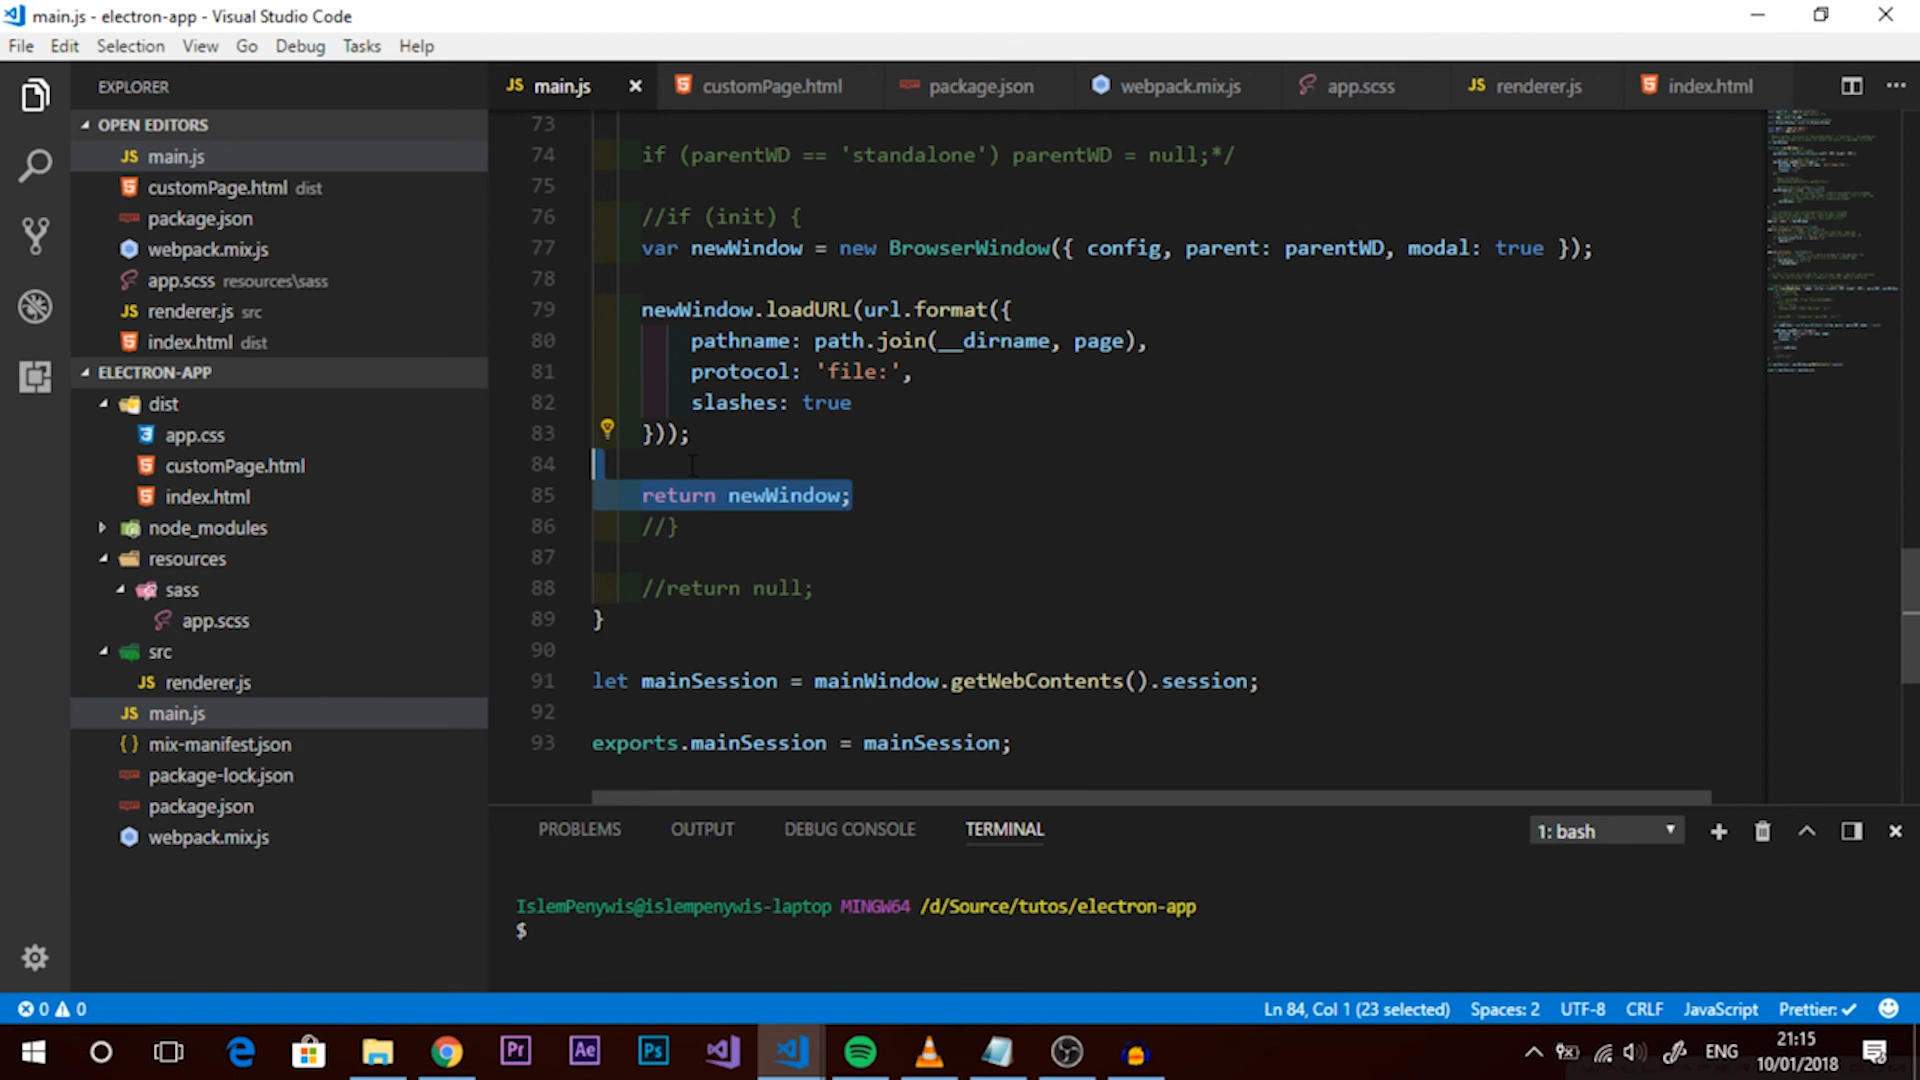 main.js - electron-app - Visual Studio Code
File Edit Selection View Go Debug Tasks Help
EXPLORER
JS main.js customPage.html package.json webpack.mix.js app.scss JS renderer.js index.html
OPEN EDITORS
JS main.js
customPage.html dist
package.json
webpack.mix.js
app.scss resources\sass
JS renderer.js src
index.html dist
ELECTRON-APP
dist
app.css
customPage.html
index.html
node_modules
resources
sass
app.scss
src
JS renderer.js
JS main.js
{ } mix-manifest.json
package-lock.json
package.json
webpack.mix.js
73
74 if (parentWD == 'standalone') parentWD = null;*/
75
76 //if (init) {
77 var newWindow = new BrowserWindow({ config, parent: parentWD, modal: true });
78
79 newWindow.loadURL(url.format({
80 pathname: path.join(__dirname, page),
81 protocol: 'file:',
82 slashes: true
83 }));
84
85 return newWindow;
86 //}
87
88 //return null;
89 }
90
91 let mainSession = mainWindow.getWebContents().session;
92
93 exports.mainSession = mainSession;
PROBLEMS OUTPUT DEBUG CONSOLE TERMINAL 1: bash
IslemPenywis@islempenywis-laptop MINGW64 /d/Source/tutos/electron-app
$
0 0 Ln 84, Col 1 (23 selected) Spaces: 2 UTF-8 CRLF JavaScript Prettier: ✓
Pr Ae Ps ENG 21:15
10/01/2018